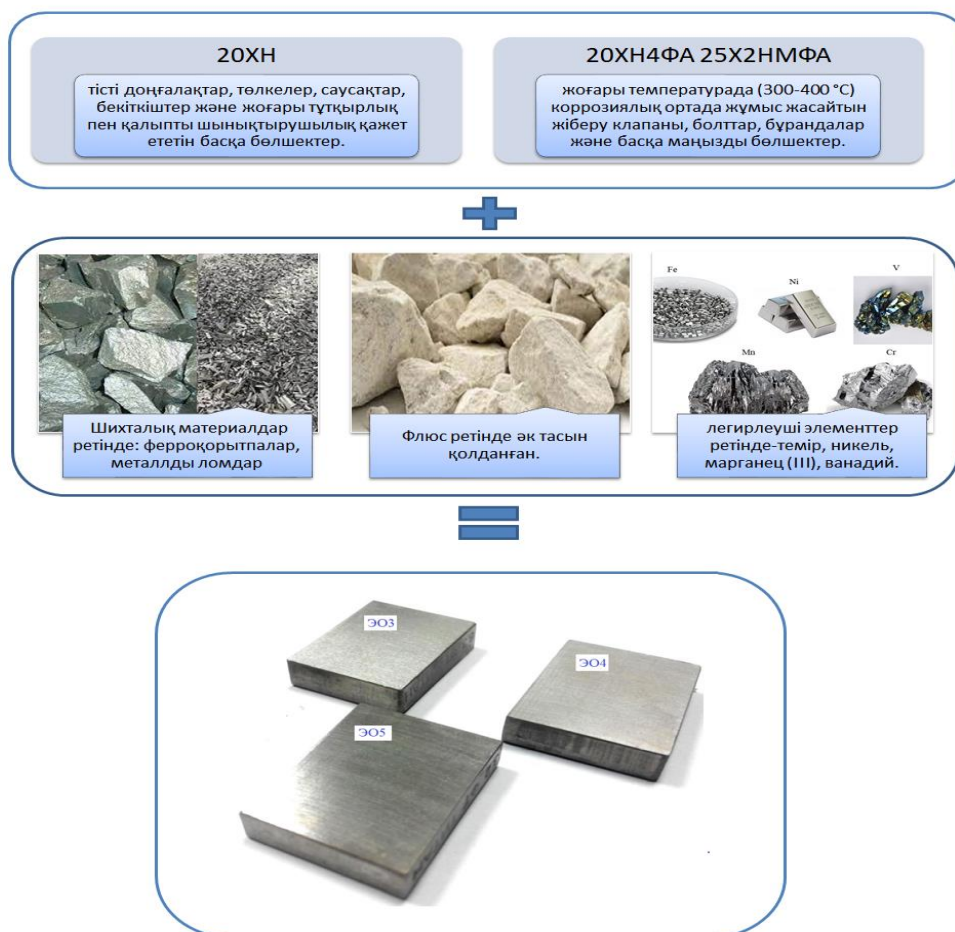 20ХН
тісті доңғалақтар, төлкелер, саусақтар,
бекіткіштер және жоғары тұтқырлық
пен қалыпты шынықтырушылық қажет
ететін басқа бөлшектер.
20ХН4ФА 25Х2НМФА
жоғары температурада (300-400 °C)
коррозиялық ортада жұмыс жасайтын
жіберу клапаны, болттар, бұрандалар
және басқа маңызды бөлшектер.
Fe
Ni
V
Mn
Cr
Шихталық материалдар
ретінде: ферроқорытпалар,
металлды ломдар
Флюс ретінде әк тасын
қолданған.
легирлеуші элементтер
ретінде-темір, никель,
марганец (III), ванадий.
ЭО3
ЭО4
ЭО5